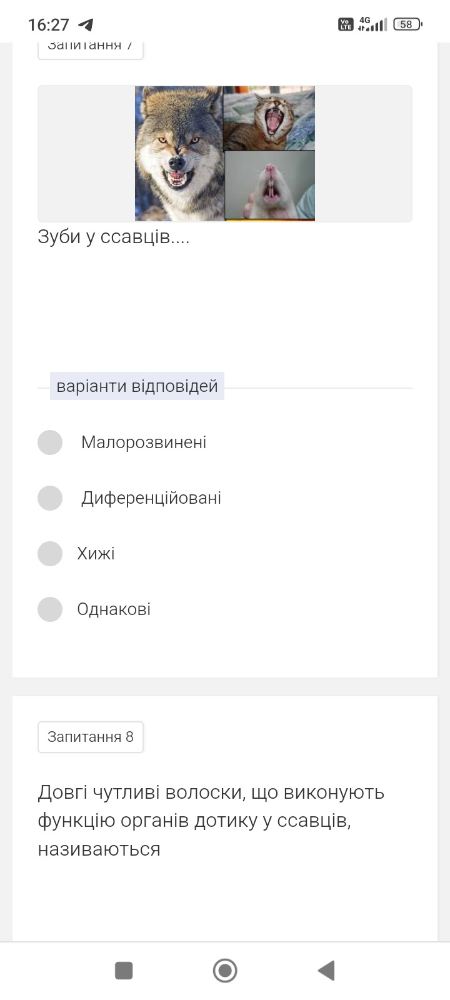 16:27
Vo LTE 4G 58
Запитання 7
Зуби у ссавців....
варіанти відповідей
Малорозвинені
Диференційовані
Хижі
Однакові
Запитання 8
Довгі чутливі волоски, що виконують
функцію органів дотику у ссавців,
називаються